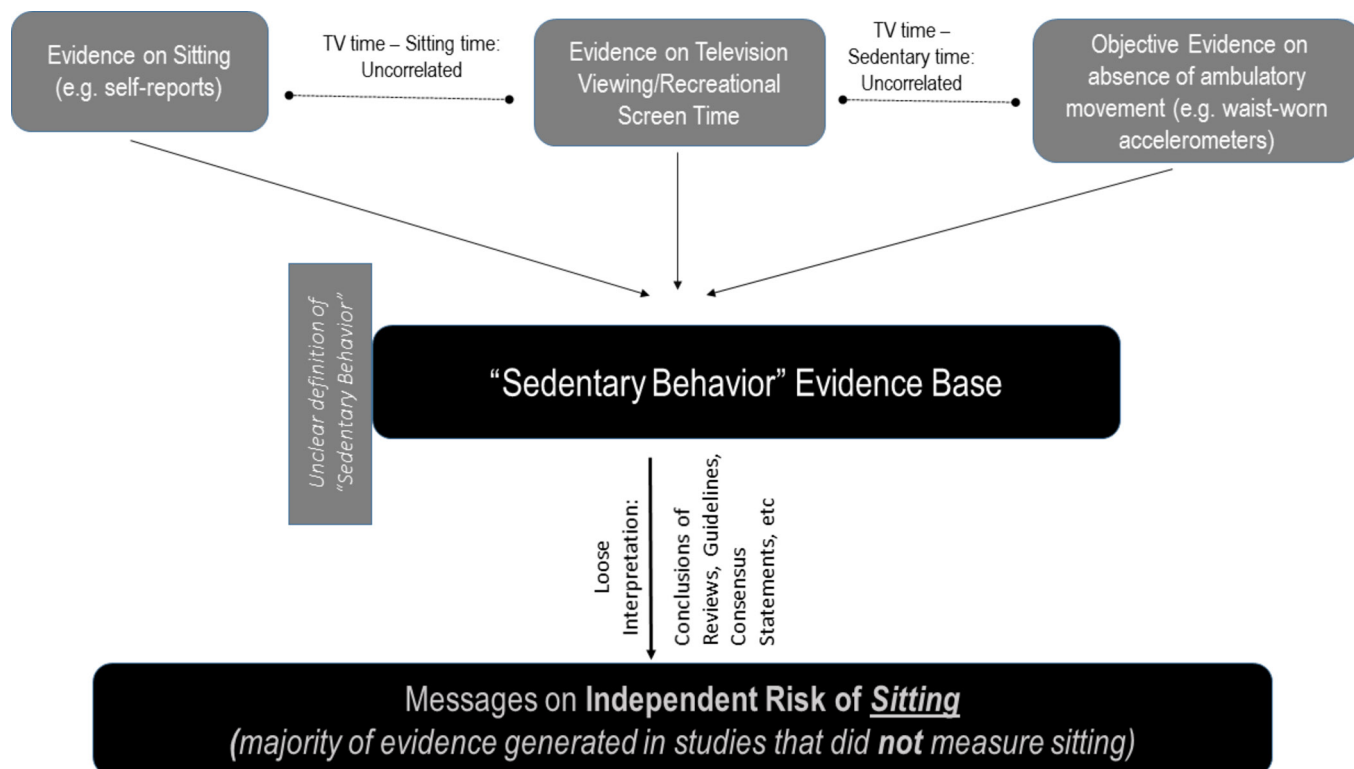 Evidence on Sitting
(e.g. self-reports)
TV time – Sitting time:
Uncorrelated
Evidence on Television
Viewing/Recreational
Screen Time
TV time –
Sedentary time:
Uncorrelated
Objective Evidence on
absence of ambulatory
movement (e.g. waist-worn
accelerometers)
Unclear definition of
“Sedentary Behavior”
“Sedentary Behavior” Evidence Base
Loose
Interpretation:
Conclusions of
Reviews, Guidelines,
Consensus
Statements, etc
Messages on Independent Risk of Sitting
(majority of evidence generated in studies that did not measure sitting)